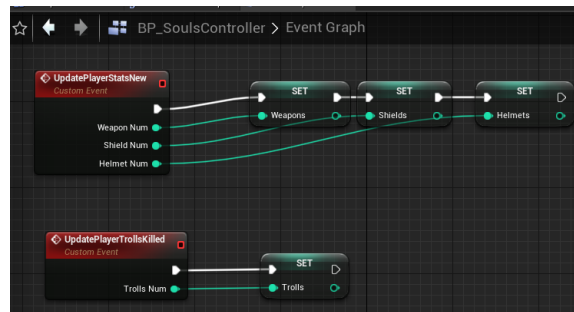 BP_SoulsController > Event Graph
UpdatePlayerStatsNew
Custom Event
SET
SET
SET
Weapon Num
Weapons
Shields
Helmets
Shield Num
Helmet Num
UpdatePlayerTrollsKilled
Custom Event
SET
Trolls Num
Trolls